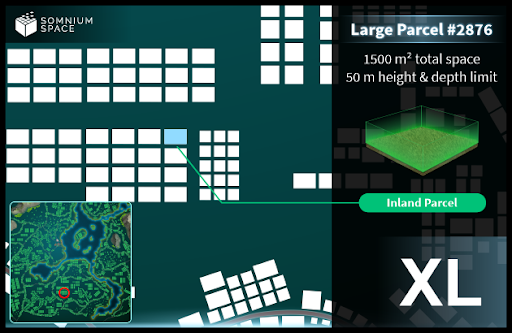 SOMNIUM
SPACE
Large Parcel #2876
1500 m² total space
50 m height & depth limit
Inland Parcel
XL